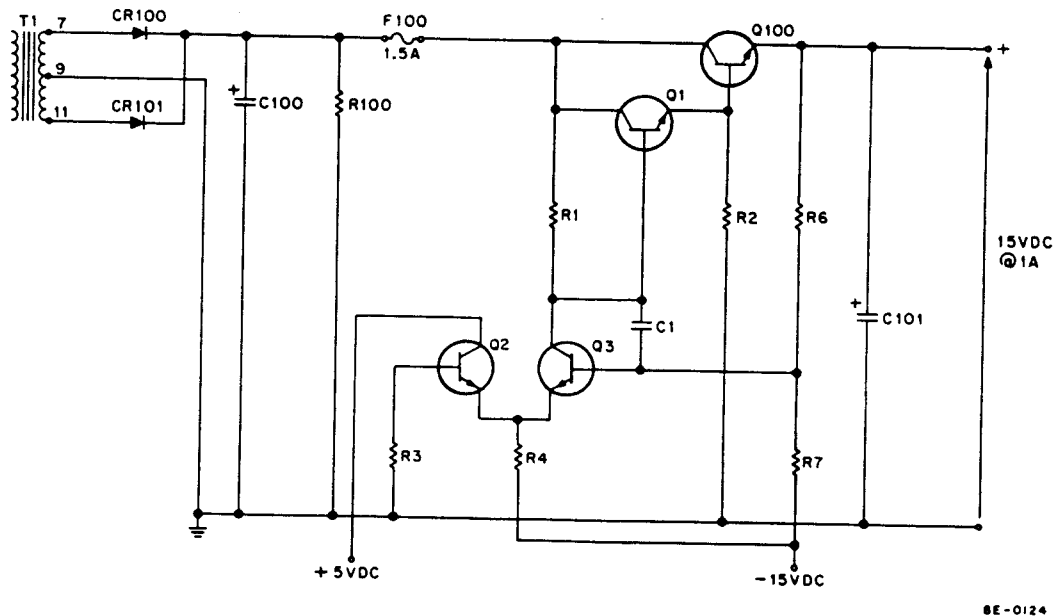 T1
7
CR100
9
11
CR101
+
C100
R100
F100
1.5A
Q100
Q1
R1
R2
R6
+
15VDC
@1A
+
C101
C1
Q2
Q3
R3
R4
R7
+5VDC
-15VDC
8E-0124